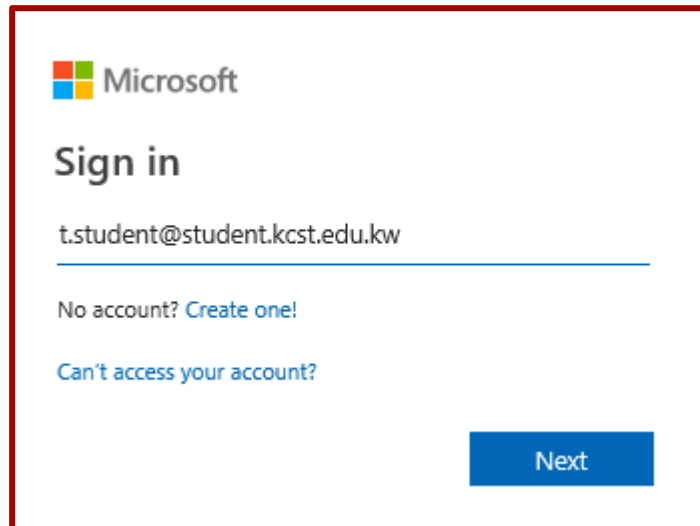 Microsoft
Sign in
t.student@student.kcst.edu.kw
No account? Create one!
Can't access your account?
Next